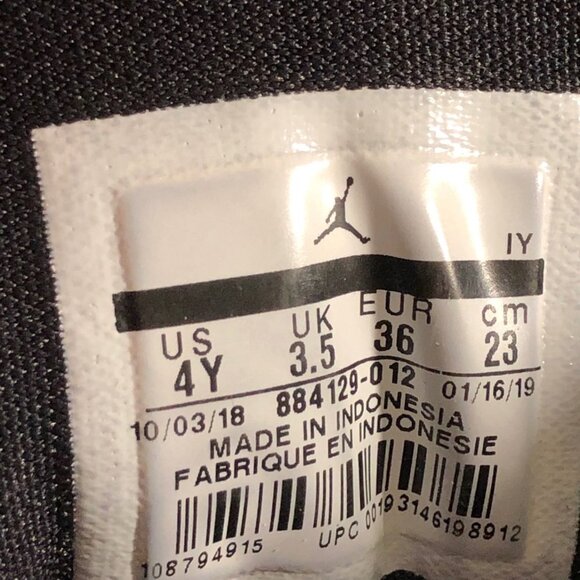 IY
US UK EUR cm
4Y 3.5 36 23
10/03/18 884129-012 01/16/19
MADE IN INDONESIA
FABRIQUE EN INDONESIE
108794915 UPC 00193146198912